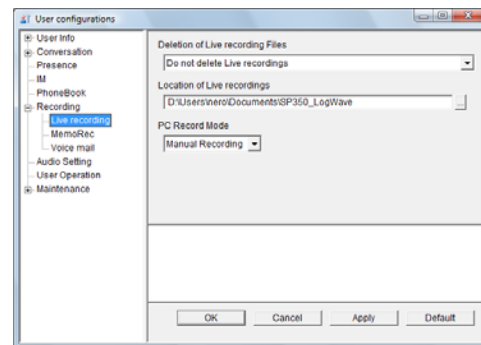 User configurations
User Info
Conversation
Presence
IM
PhoneBook
Recording
Live recording
MemoRec
Voice mail
Audio Setting
User Operation
Maintenance
Deletion of Live recording Files
Do not delete Live recordings
Location of Live recordings
D:\Users\nero\Documents\SP350_LogWave
...
PC Record Mode
Manual Recording
OK Cancel Apply Default